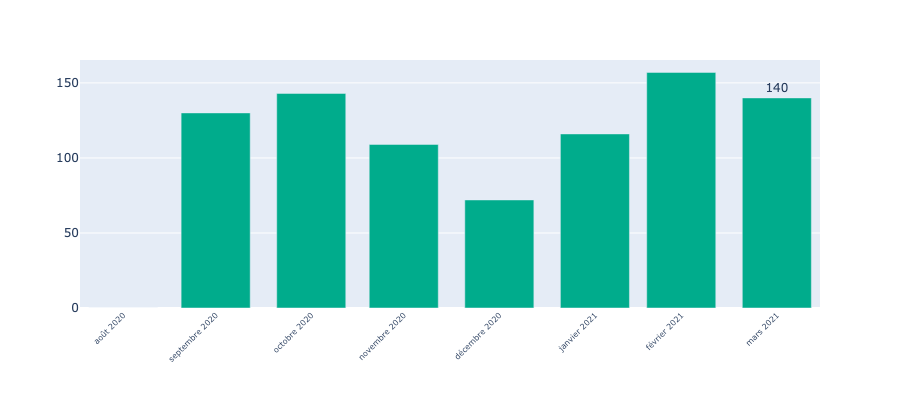 150
100
50
0
140
août 2020
septembre 2020
octobre 2020
novembre 2020
décembre 2020
janvier 2021
février 2021
mars 2021